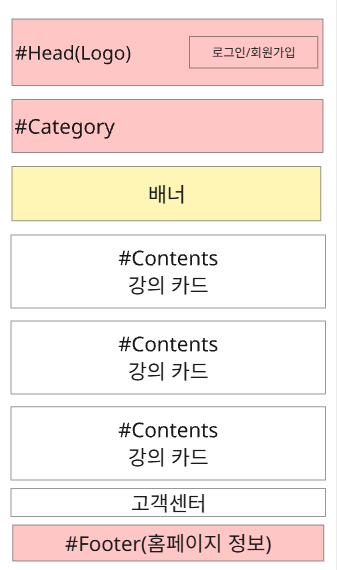 #Head(Logo)
로그인/회원가입
#Category
배너
#Contents
강의 카드
#Contents
강의 카드
#Contents
강의 카드
고객센터
#Footer(홈페이지 정보)